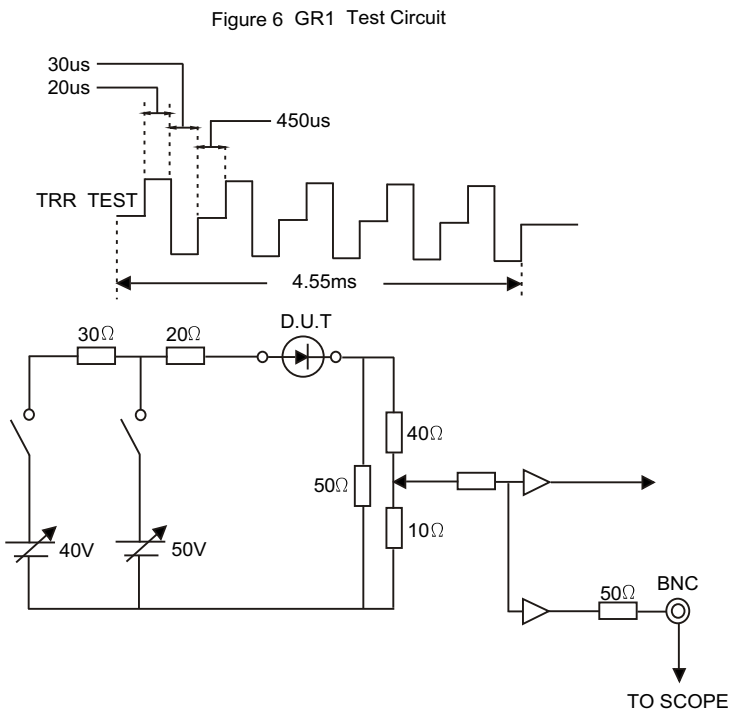 Figure 6 GR1 Test Circuit
30us
20us
450us
TRR TEST
4.55ms
30Ω
20Ω
D.U.T
40Ω
50Ω
10Ω
40V
50V
50Ω
BNC
TO SCOPE